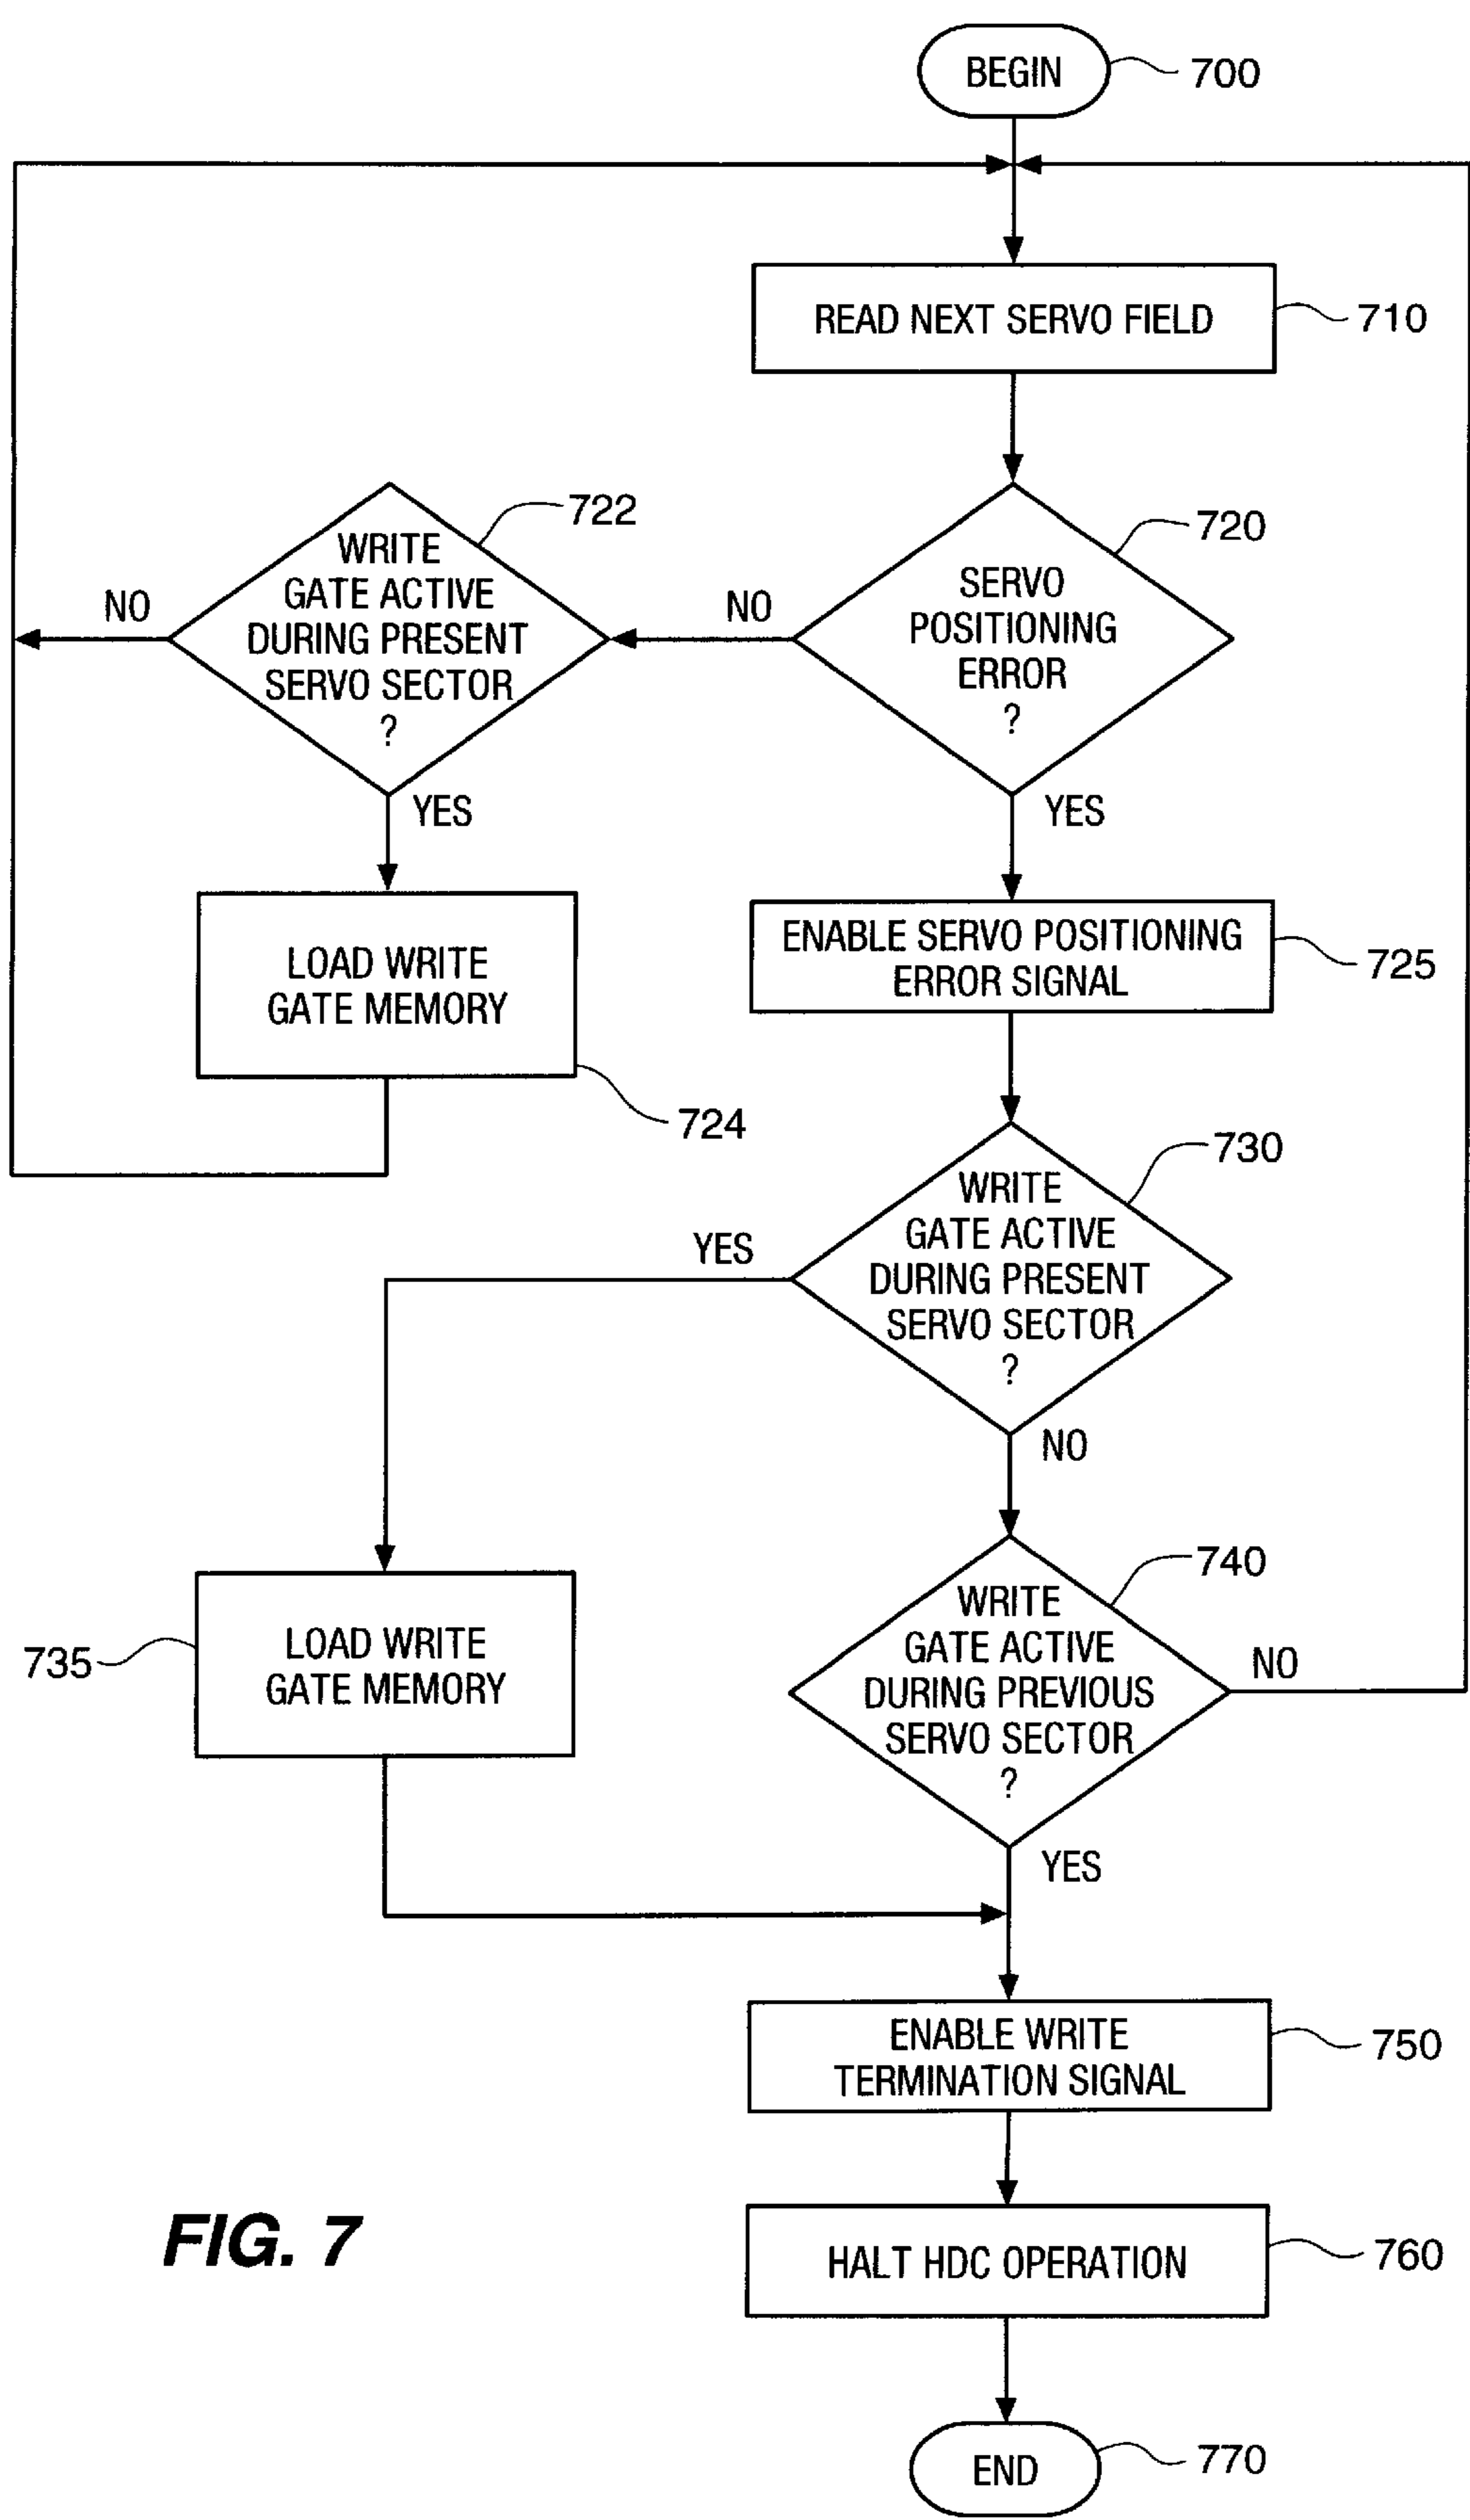 BEGIN
700
READ NEXT SERVO FIELD
710
722
WRITE
GATE ACTIVE
DURING PRESENT
SERVO SECTOR
?
NO
YES
NO
720
SERVO
POSITIONING
ERROR
?
YES
LOAD WRITE
GATE MEMORY
724
ENABLE SERVO POSITIONING
ERROR SIGNAL
725
730
WRITE
GATE ACTIVE
DURING PRESENT
SERVO SECTOR
?
YES
NO
735
LOAD WRITE
GATE MEMORY
740
WRITE
GATE ACTIVE
DURING PREVIOUS
SERVO SECTOR
?
NO
YES
ENABLE WRITE
TERMINATION SIGNAL
750
HALT HDC OPERATION
760
FIG. 7
END
770